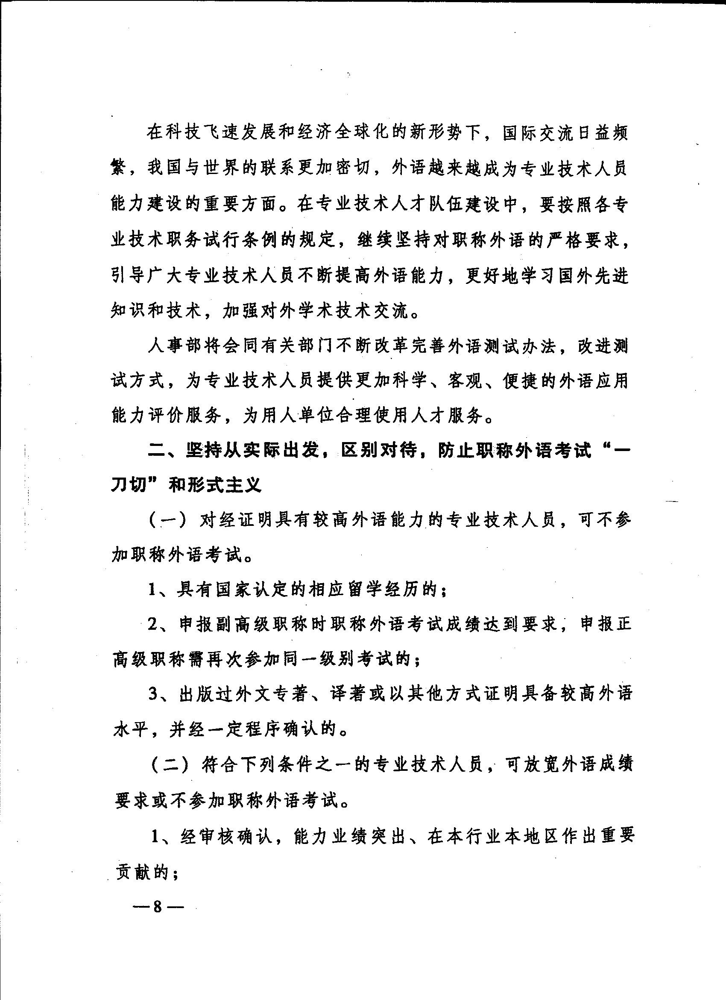 在科技飞速发展和经济全球化的新形势下，国际交流日益频
繁，我国与世界的联系更加密切，外语越来越成为专业技术人员
能力建设的重要方面。在专业技术人才队伍建设中，要按照各专
业技术职务试行条例的规定，继续坚持对职称外语的严格要求，
引导广大专业技术人员不断提高外语能力，更好地学习国外先进
知识和技术，加强对外学术技术交流。
人事部将会同有关部门不断改革完善外语测试办法，改进测
试方式，为专业技术人员提供更加科学、客观、便捷的外语应用
能力评价服务，为用人单位合理使用人才服务。
二、坚持从实际出发，区别对待，防止职称外语考试“一
刀切”和形式主义
（一）对经证明具有较高外语能力的专业技术人员，可不参
加职称外语考试。
1、具有国家认定的相应留学经历的；
2、申报副高级职称时职称外语考试成绩达到要求，申报正
高级职称需再次参加同一级别考试的；
3、出版过外文专著、译著或以其他方式证明具备较高外语
水平，并经一定程序确认的。
（二）符合下列条件之一的专业技术人员，可放宽外语成绩
要求或不参加职称外语考试。
1、经审核确认，能力业绩突出、在本行业本地区作出重要
贡献的；
—8—